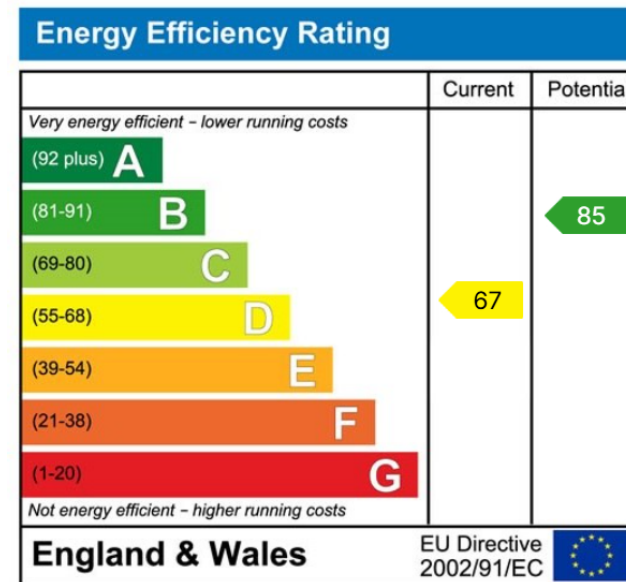 Energy Efficiency Rating
Current Potentia
Very energy efficient – lower running costs
(92 plus) A
(81-91) B
85
(69-80) C
(55-68) D
67
(39-54) E
(21-38) F
(1-20) G
Not energy efficient – higher running costs
England & Wales
EU Directive
2002/91/EC